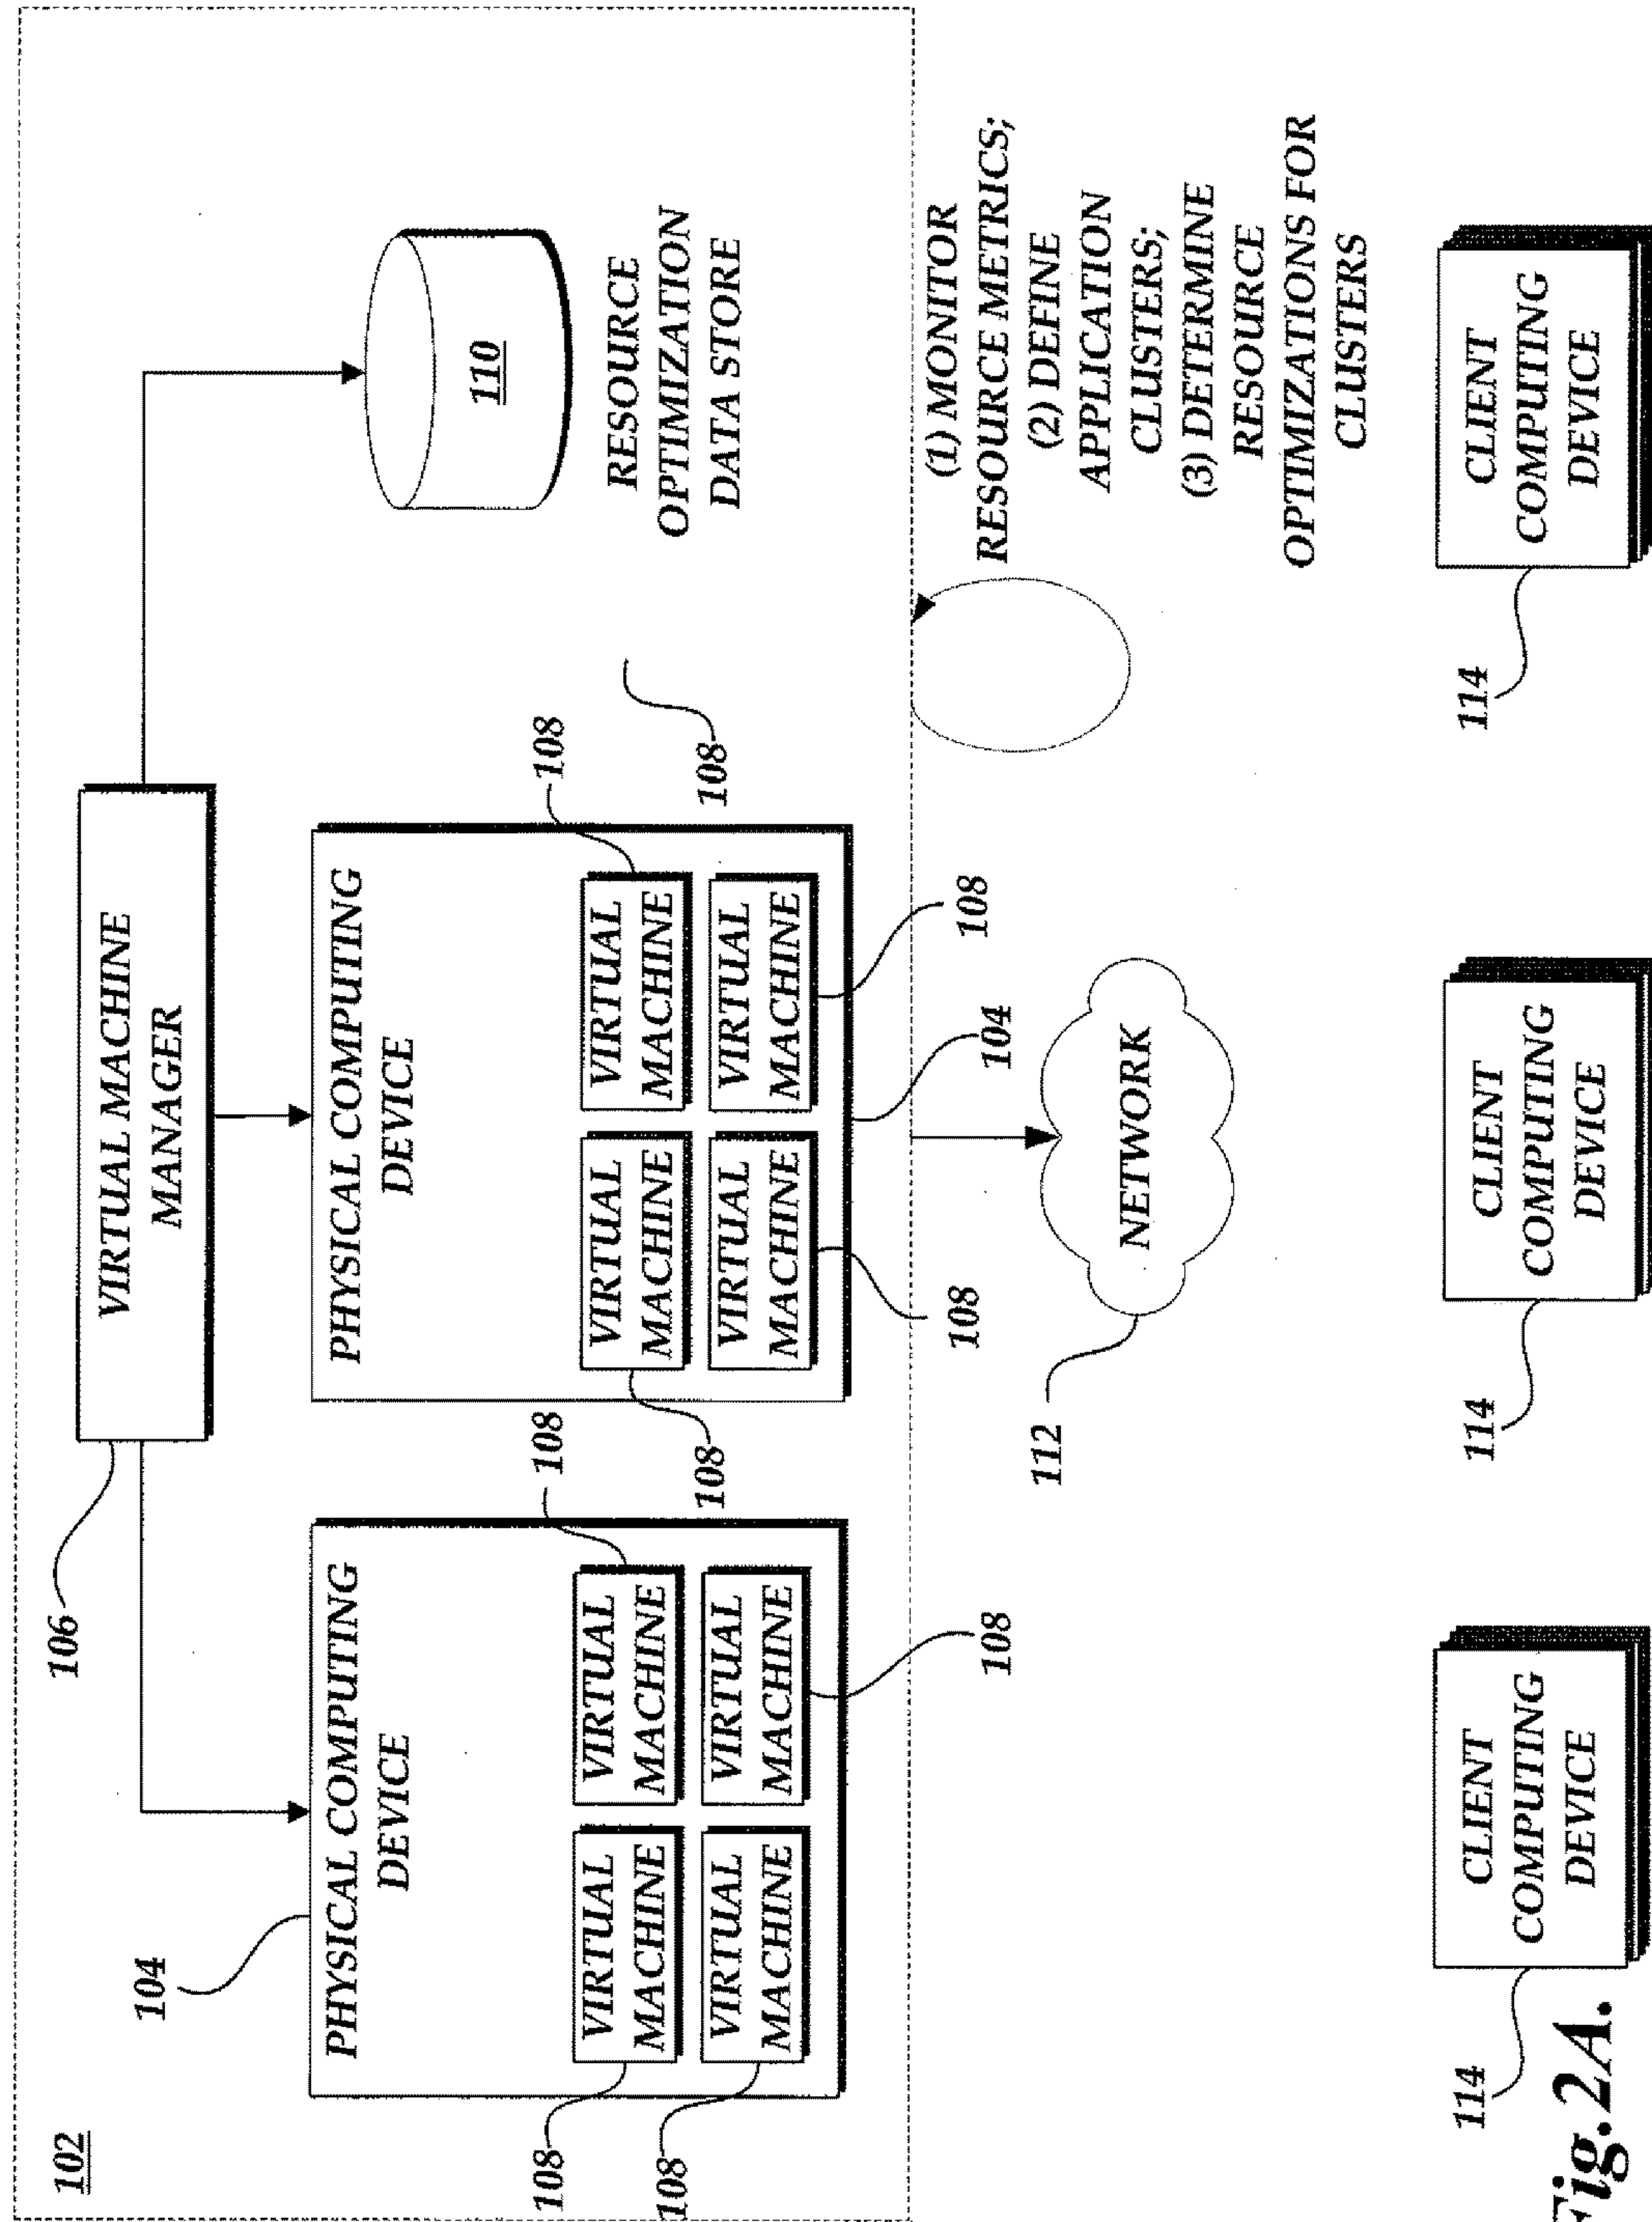 102
106
VIRTUAL MACHINE
MANAGER
104
PHYSICAL COMPUTING
DEVICE
108
VIRTUAL
MACHINE
VIRTUAL
MACHINE
108
108
VIRTUAL
MACHINE
VIRTUAL
MACHINE
108
PHYSICAL COMPUTING
DEVICE
VIRTUAL
MACHINE
VIRTUAL
MACHINE
108
108
VIRTUAL
MACHINE
VIRTUAL
MACHINE
108
108
104
108
110
RESOURCE
OPTIMIZATION
DATA STORE
(1) MONITOR
RESOURCE METRICS;
(2) DEFINE
APPLICATION
CLUSTERS;
(3) DETERMINE
RESOURCE
OPTIMIZATIONS FOR
CLUSTERS
112
NETWORK
114
CLIENT
COMPUTING
DEVICE
114
CLIENT
COMPUTING
DEVICE
114
CLIENT
COMPUTING
DEVICE
Fig.2A.